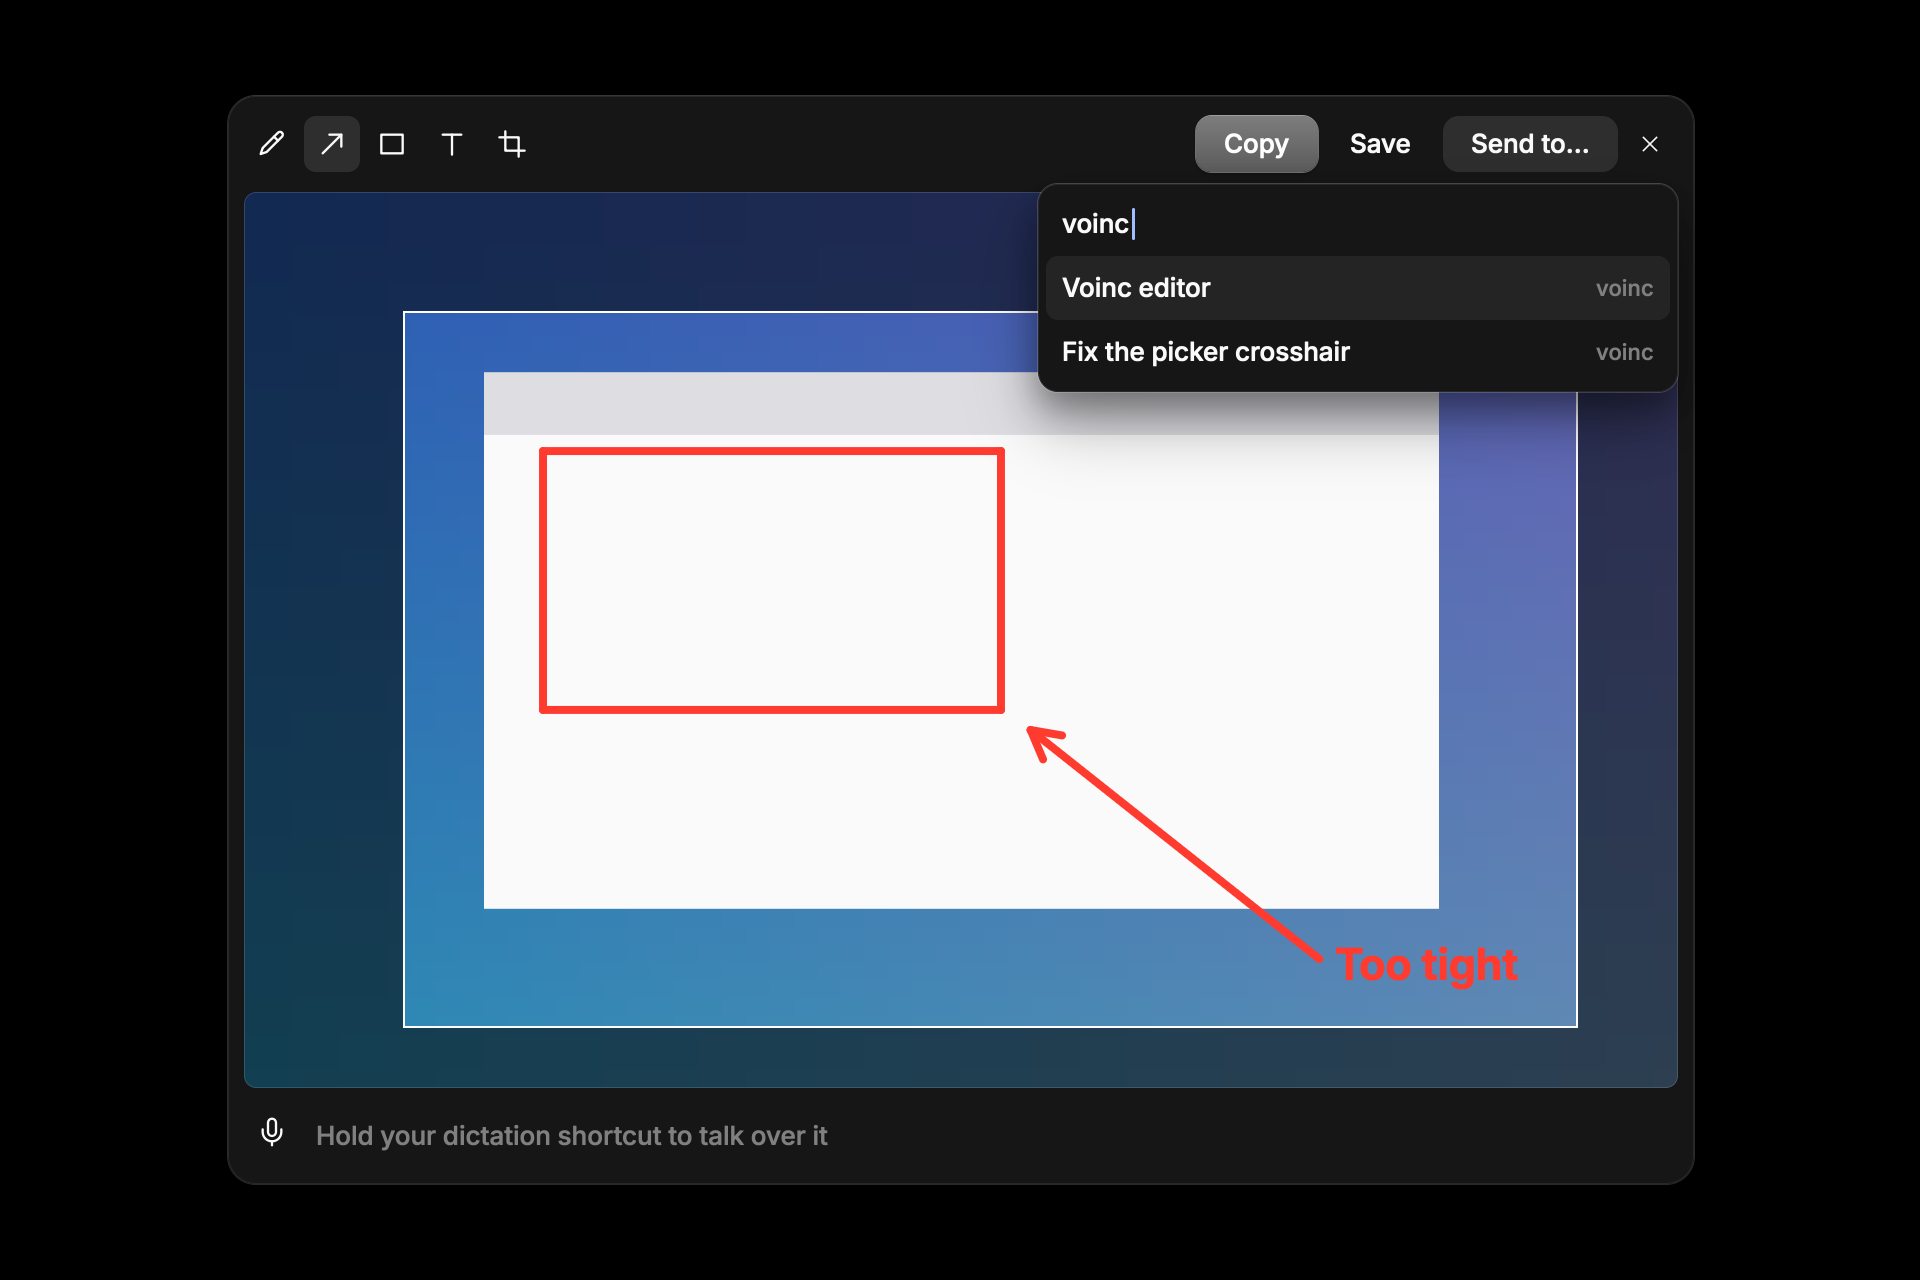 Copy Save Send to...
voinc
Voinc editor voinc
Fix the picker crosshair voinc
Too tight
Hold your dictation shortcut to talk over it